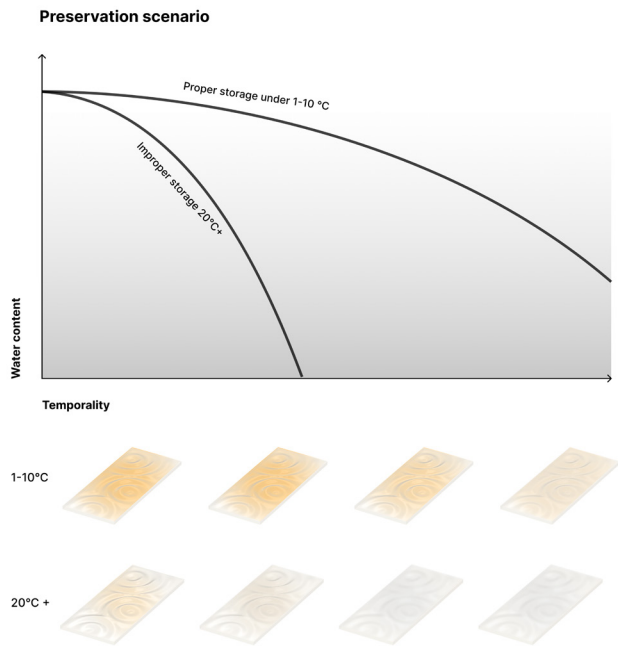 Preservation scenario
Proper storage under 1-10 °C
Improper storage 20°C+
Water content
Temporality
1-10°C
20°C +